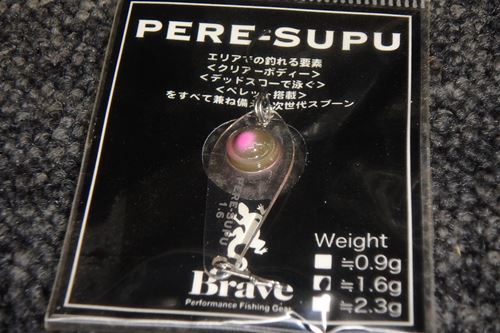 PERE-SUPU
エリアでの釣れる要素
<クリアーボディー>
<デッドスローで泳ぐ>
<ペレット搭載>
をすべて兼ね備えた次世代スプーン
PERE-SUPU
1.6
Brave
Performance Fishing Gear
Weight
≒0.9g
≒1.6g
≒2.3g